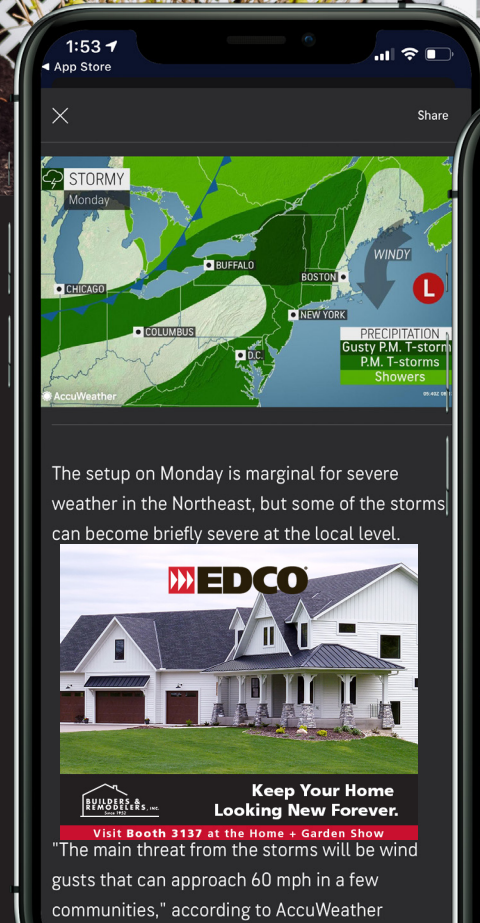 1:53
App Store
Share
STORMY
Monday
BUFFALO
WINDY
BOSTON
CHICAGO
L
NEW YORK
COLUMBUS
PRECIPITATION
Gusty P.M. T-storm
D.C.
P.M. T-storms
Showers
AccuWeather
The setup on Monday is marginal for severe
weather in the Northeast, but some of the storms
can become briefly severe at the local level.
EDCO
BUILDERS &
REMODELERS, INC.
Since 1952
Keep Your Home
Looking New Forever.
Visit Booth 3137 at the Home + Garden Show
"The main threat from the storms will be wind
gusts that can approach 60 mph in a few
communities," according to AccuWeather